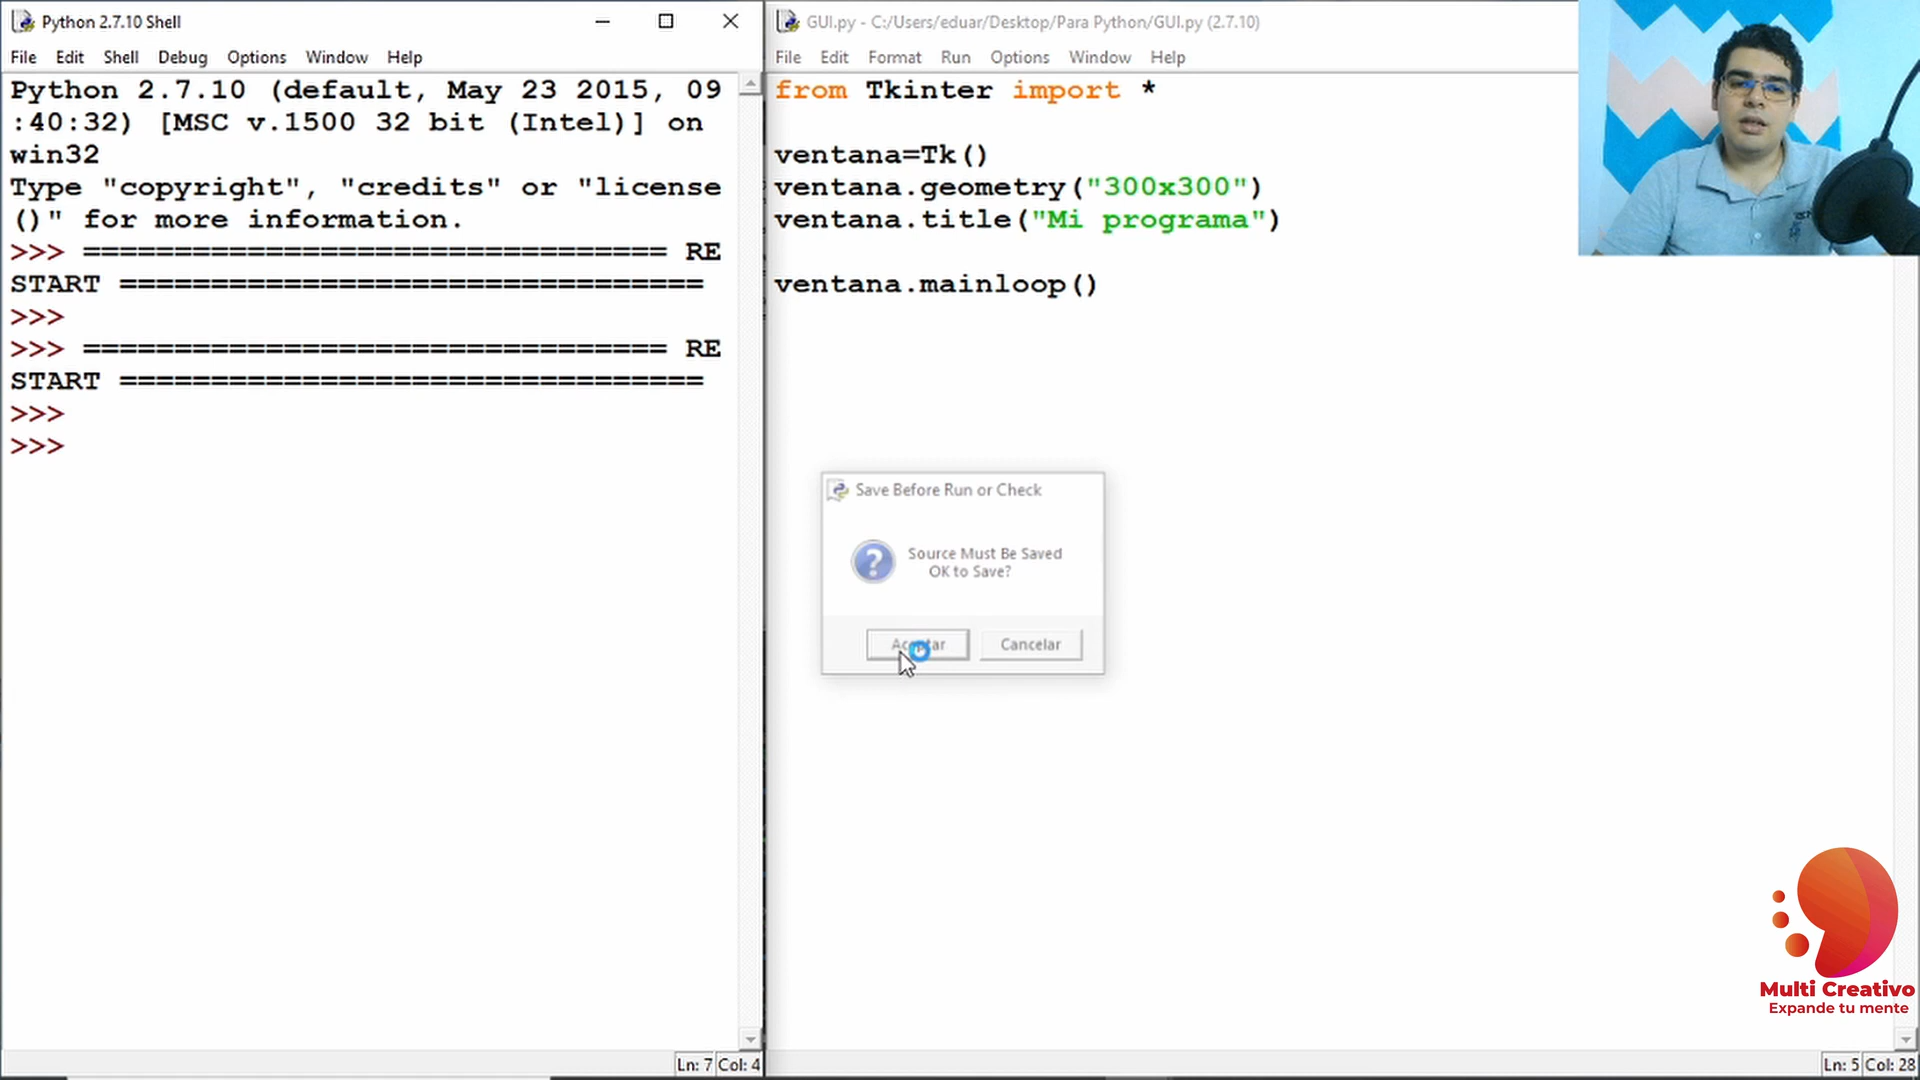 Python 2.7.10 Shell
File Edit Shell Debug Options Window Help
Python 2.7.10 (default, May 23 2015, 09
:40:32) [MSC v.1500 32 bit (Intel)] on
win32
Type "copyright", "credits" or "license
()" for more information.
>>> ================================ RE
START ================================
>>>
>>> ================================ RE
START ================================
>>>
>>>
Ln: 7 Col: 4
GUI.py - C:/Users/eduar/Desktop/Para Python/GUI.py (2.7.10)
File Edit Format Run Options Window Help
from Tkinter import *
ventana=Tk()
ventana.geometry("300x300")
ventana.title("Mi programa")
ventana.mainloop()
Save Before Run or Check
Source Must Be Saved
OK to Save?
Aceptar Cancelar
Multi Creativo
Expande tu mente
Ln: 5 Col: 28